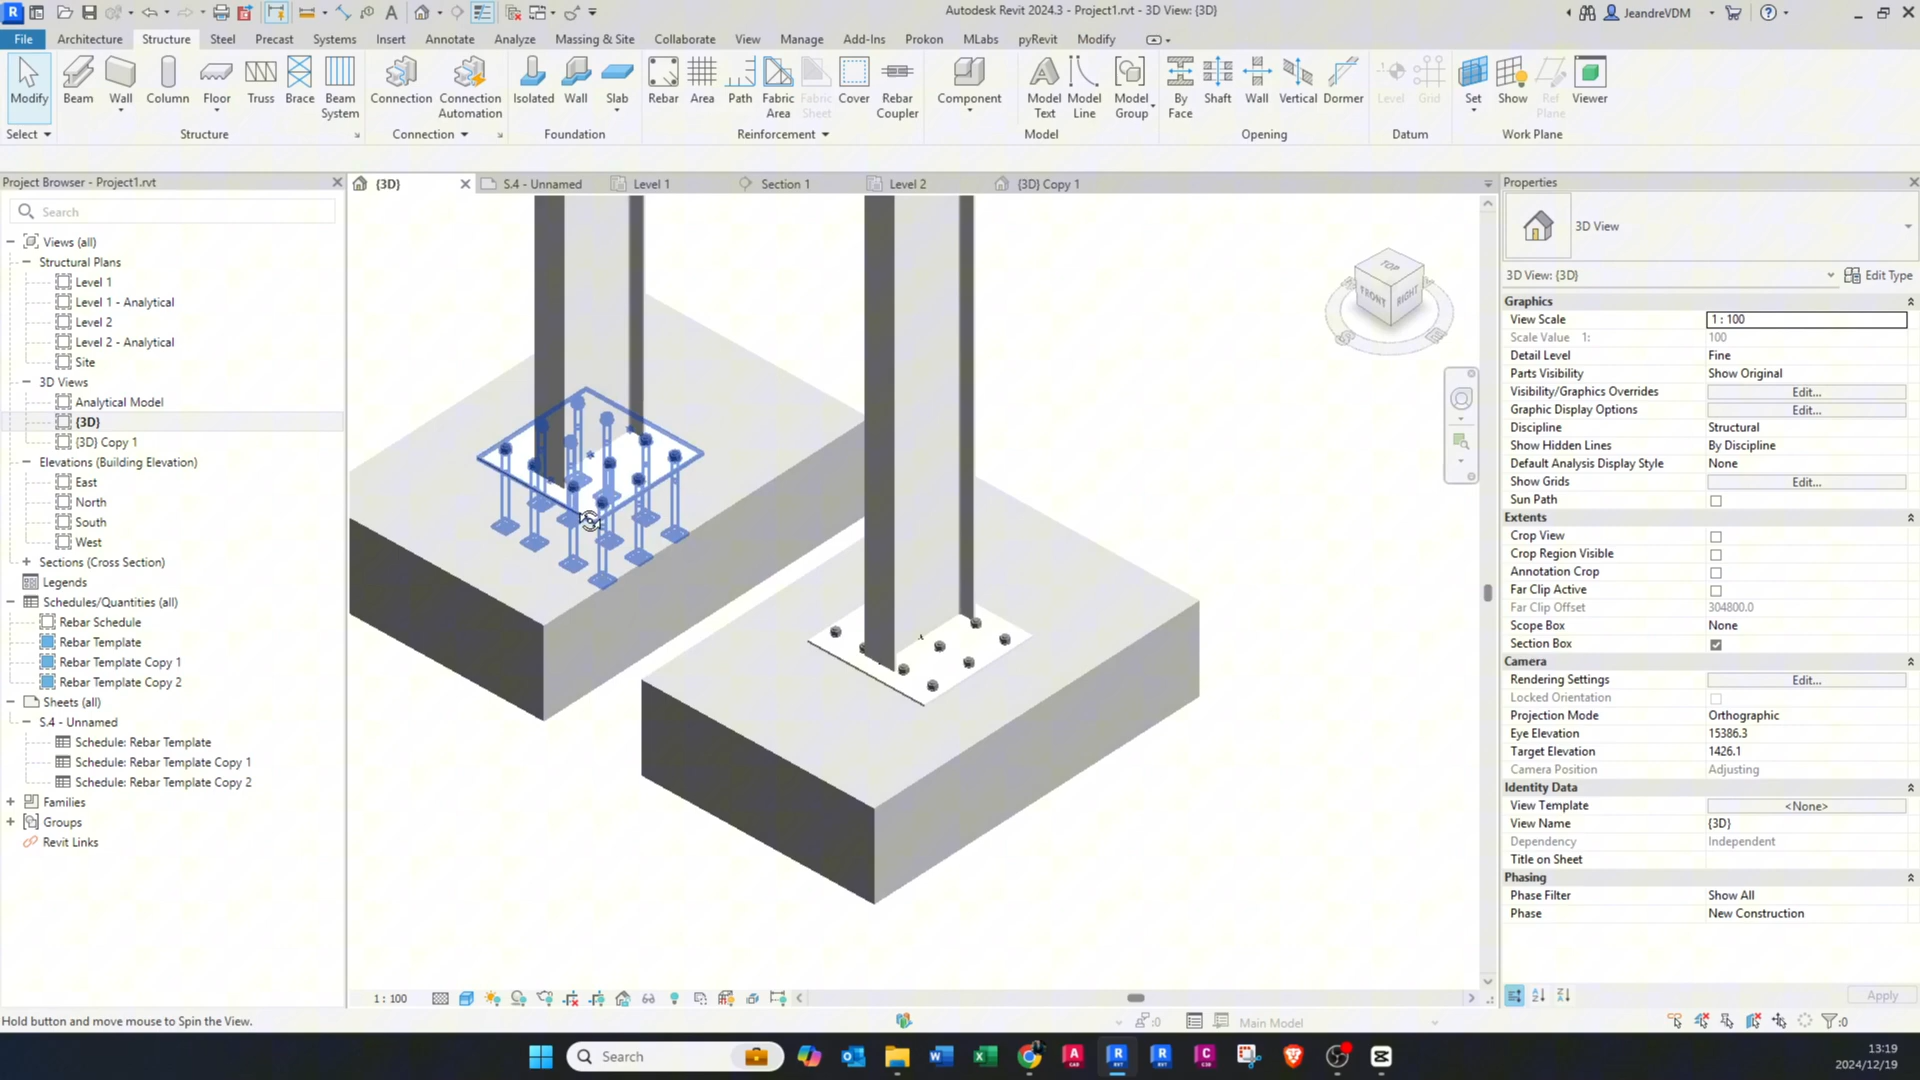 Autodesk Revit 2024.3 - Project1.rvt - 3D View: {3D}
JeandreVDM
File Architecture Structure Steel Precast Systems Insert Annotate Analyze Massing & Site Collaborate View Manage Add-Ins Prokon MLabs pyRevit Modify
Modify Beam Wall Column Floor Truss Brace Beam System Connection Connection Automation Isolated Wall Slab Rebar Area Path Fabric Area Fabric Sheet Cover Rebar Coupler Component Model Text Model Line Model Group By Face Shaft Wall Vertical Dormer Level Grid Set Show Ref Plane Viewer
Select Structure Connection Foundation Reinforcement Model Opening Datum Work Plane
Project Browser - Project1.rvt
Search
Views (all)
Structural Plans
Level 1
Level 1 - Analytical
Level 2
Level 2 - Analytical
Site
3D Views
Analytical Model
{3D}
{3D} Copy 1
Elevations (Building Elevation)
East
North
South
West
Sections (Cross Section)
Legends
Schedules/Quantities (all)
Rebar Schedule
Rebar Template
Rebar Template Copy 1
Rebar Template Copy 2
Sheets (all)
S.4 - Unnamed
Schedule: Rebar Template
Schedule: Rebar Template Copy 1
Schedule: Rebar Template Copy 2
Families
Groups
Revit Links
{3D} S.4 - Unnamed Level 1 Section 1 Level 2 {3D} Copy 1
TOP
FRONT RIGHT
1 : 100
Properties
3D View
3D View: {3D} Edit Type
Graphics
View Scale 1 : 100
Scale Value 1: 100
Detail Level Fine
Parts Visibility Show Original
Visibility/Graphics Overrides Edit...
Graphic Display Options Edit...
Discipline Structural
Show Hidden Lines By Discipline
Default Analysis Display Style None
Show Grids Edit...
Sun Path
Extents
Crop View
Crop Region Visible
Annotation Crop
Far Clip Active
Far Clip Offset 304800.0
Scope Box None
Section Box
Camera
Rendering Settings Edit...
Locked Orientation
Projection Mode Orthographic
Eye Elevation 15386.3
Target Elevation 1426.1
Camera Position Adjusting
Identity Data
View Template <None>
View Name {3D}
Dependency Independent
Title on Sheet
Phasing
Phase Filter Show All
Phase New Construction
Apply
Hold button and move mouse to Spin the View.
:0 Main Model :0
Search
13:19
2024/12/19